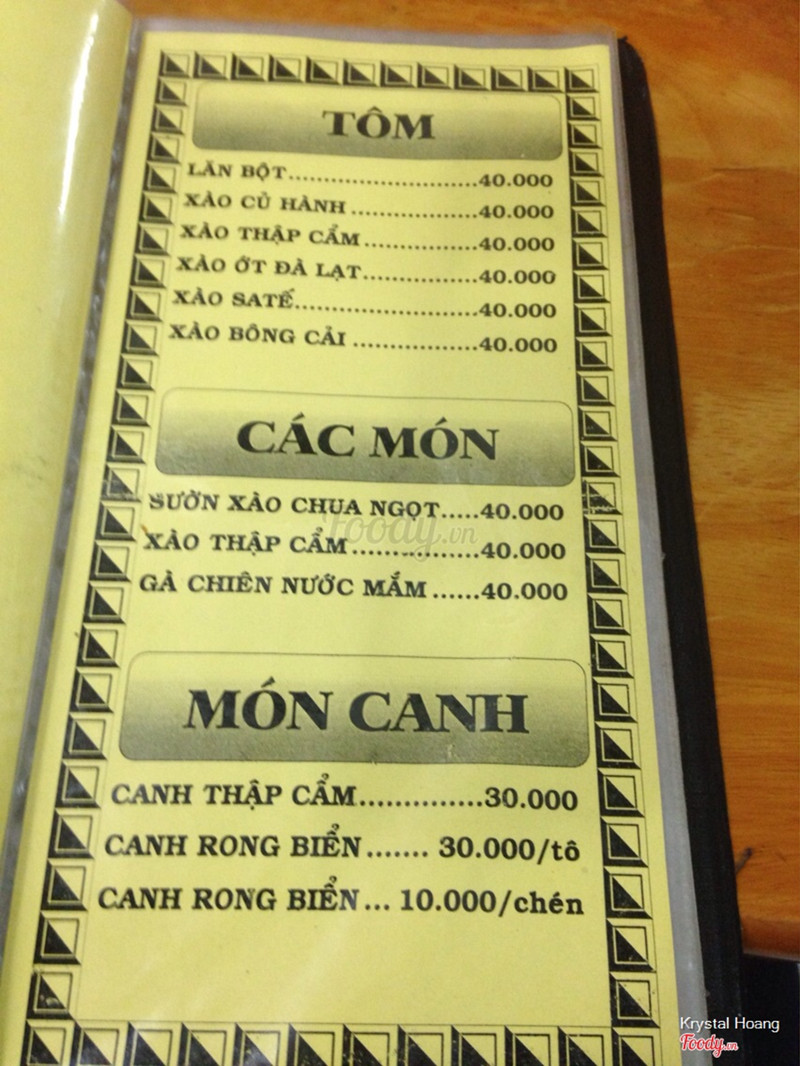 TÔM
LĂN BỘT..........................40.000
XÀO CỦ HÀNH .................40.000
XÀO THẬP CẨM ...............40.000
XÀO ỚT ĐÀ LẠT................40.000
XÀO SATẾ.........................40.000
XÀO BÔNG CẢI .................40.000
CÁC MÓN
SƯỜN XÀO CHUA NGỌT.....40.000
XÀO THẬP CẨM ................40.000
GÀ CHIÊN NƯỚC MẮM ......40.000
MÓN CANH
CANH THẬP CẨM..............30.000
CANH RONG BIỂN ....... 30.000/tô
CANH RONG BIỂN ... 10.000/chén
Foody.vn
Krystal Hoang
Foody.vn